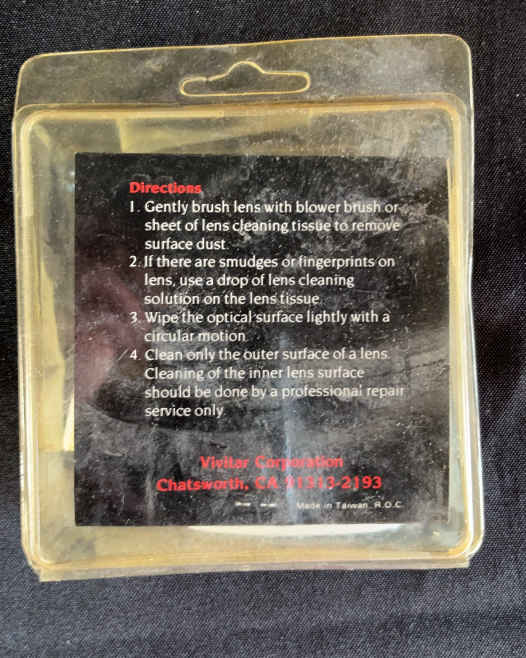 Directions
1. Gently brush lens with blower brush or
sheet of lens cleaning tissue to remove
surface dust.
2. If there are smudges or fingerprints on
lens, use a drop of lens cleaning
solution on the lens tissue.
3. Wipe the optical surface lightly with a
circular motion.
4. Clean only the outer surface of a lens.
Cleaning of the inner lens surface
should be done by a professional repair
service only.
Vivitar Corporation
Chatsworth, CA 91313-2193
Made in Taiwan, R.O.C.